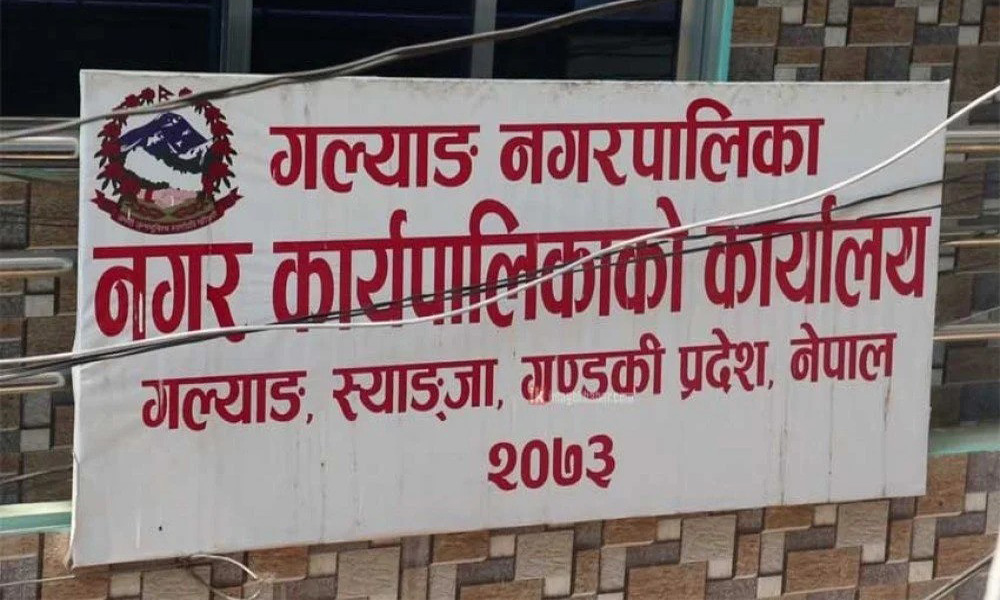 गल्याङ नगरपालिका
नगर कार्यपालिकाको कार्यालय
गल्याङ, स्याङ्जा, गण्डकी प्रदेश, नेपाल
२०७३